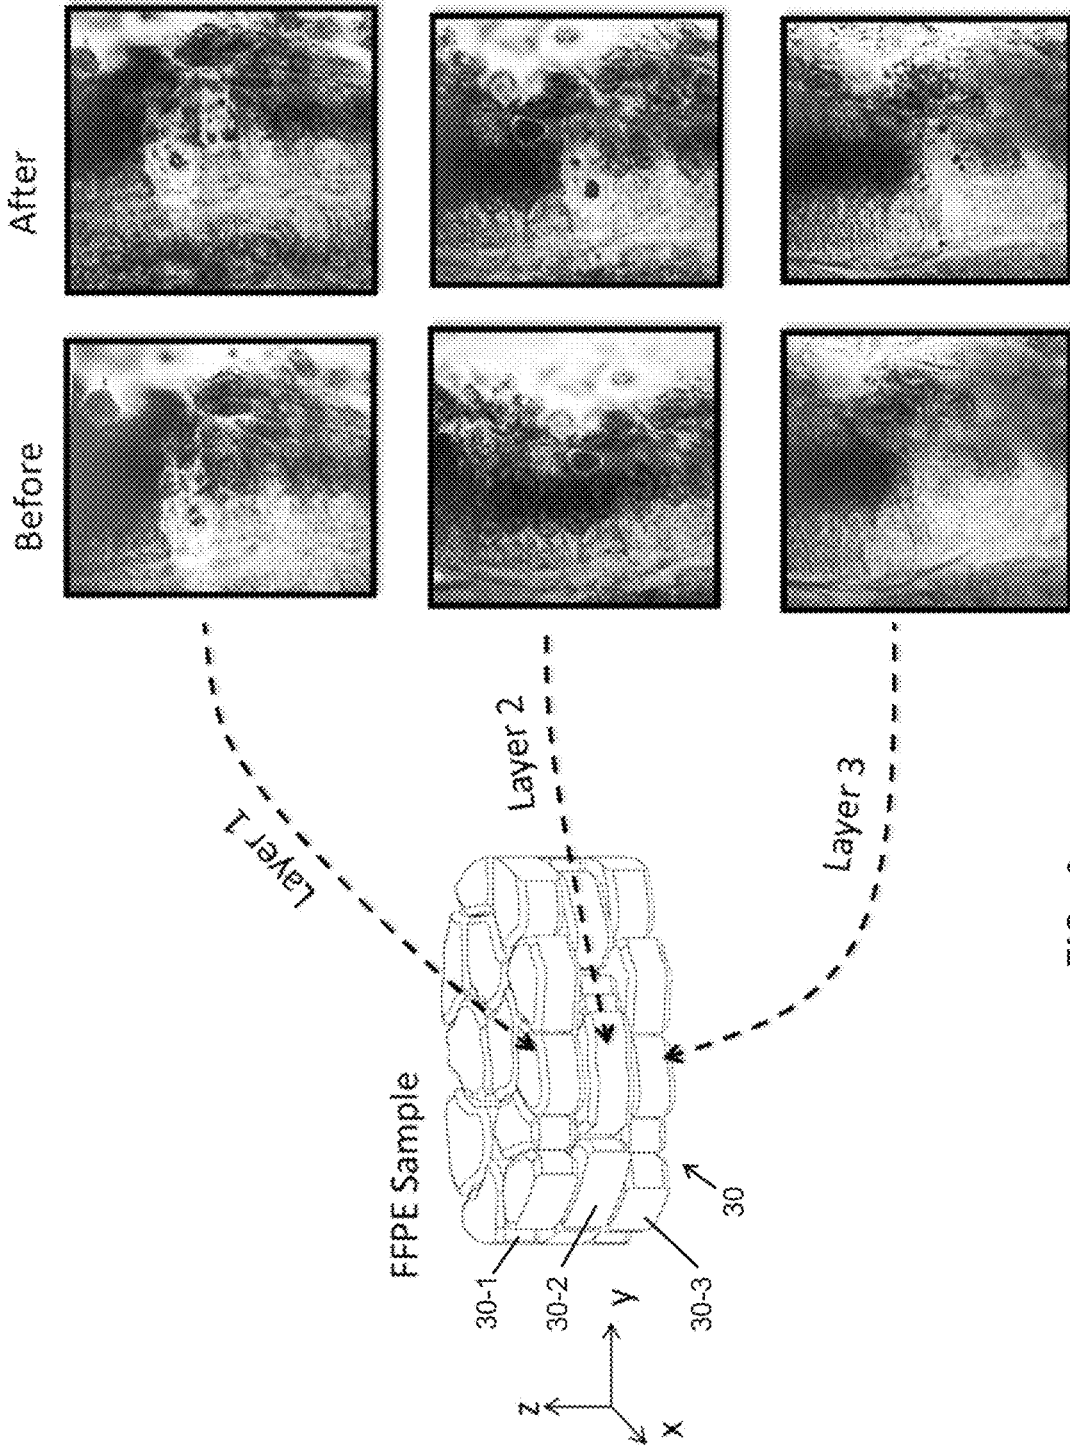 Before
After
FFPE Sample
Layer 1
Layer 2
Layer 3
30-1
30-2
30-3
30
z
y
x